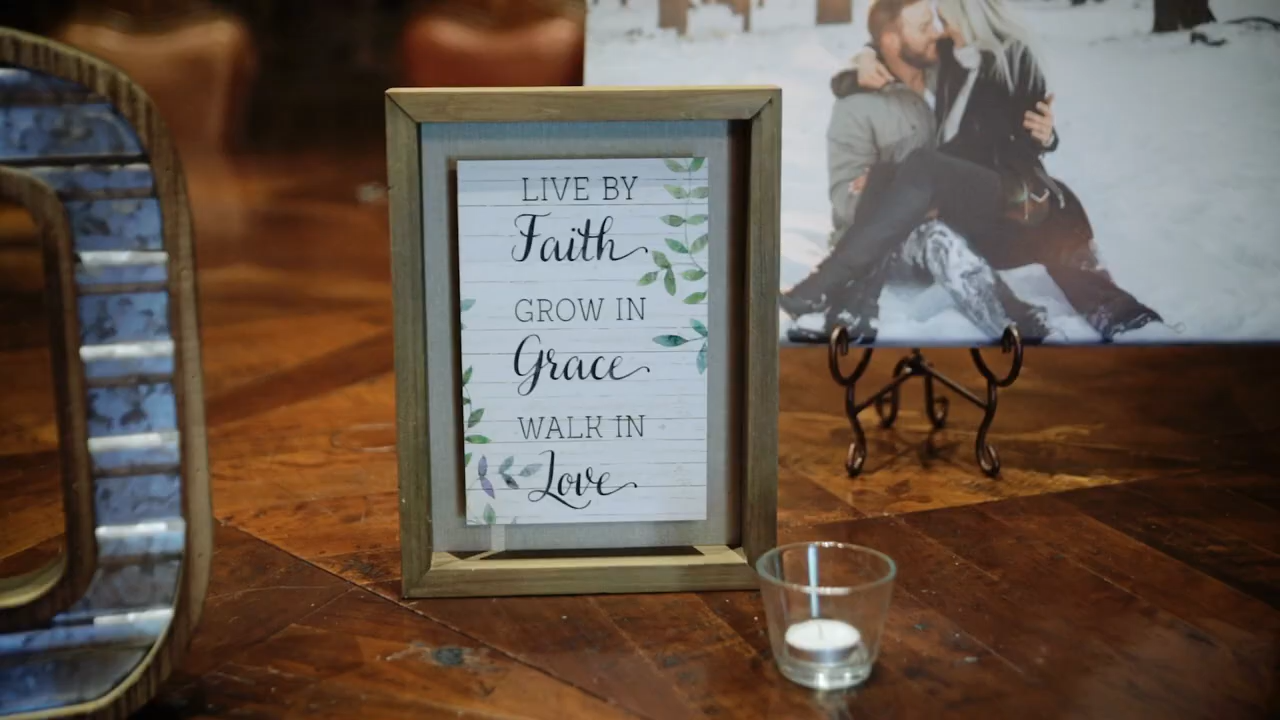 LIVE BY
Faith
GROW IN
Grace
WALK IN
Love